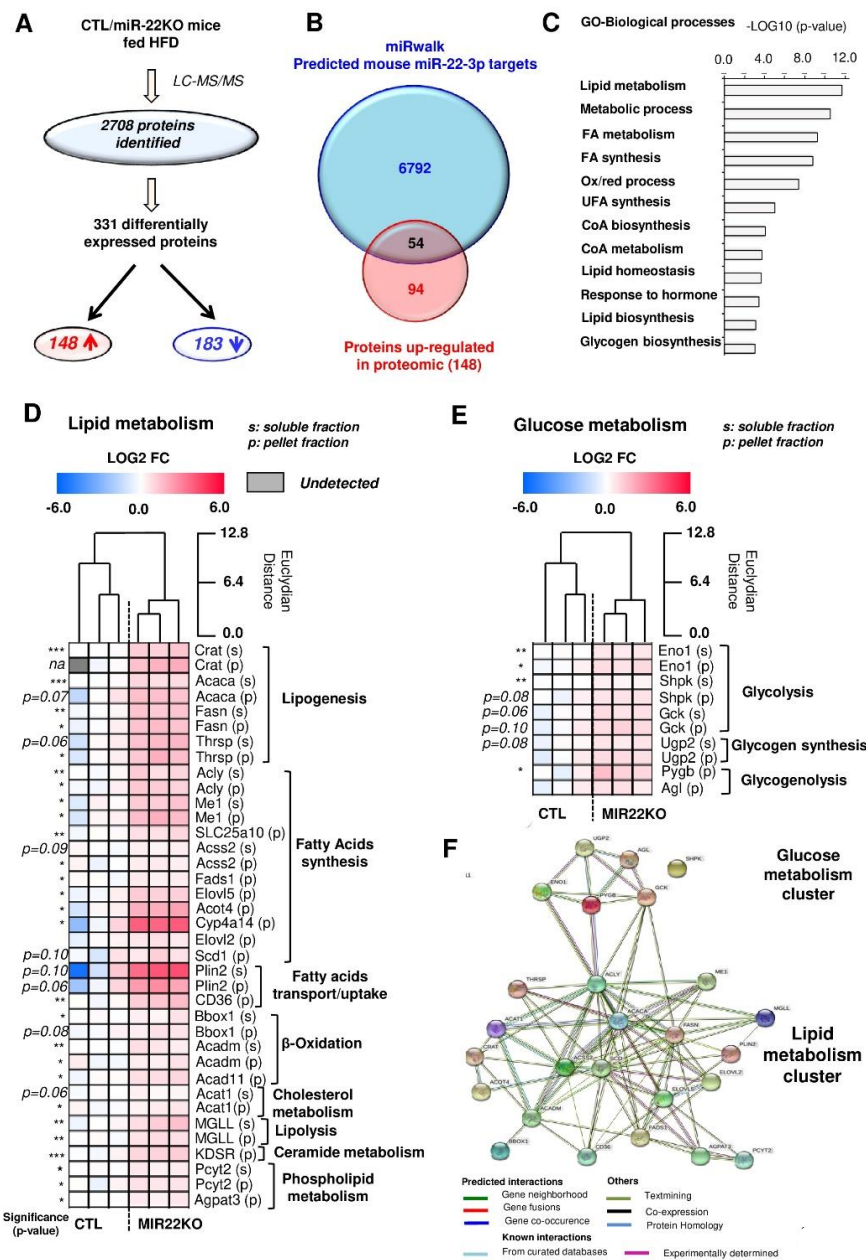 A
CTL/miR-22KO mice
fed HFD
LC-MS/MS
2708 proteins
identified
331 differentially
expressed proteins
148
183
B
miRwalk
Predicted mouse miR-22-3p targets
6792
54
94
Proteins up-regulated
in proteomic (148)
C
GO-Biological processes
-LOG10 (p-value)
0.0 4.0 8.0 12.0
Lipid metabolism
Metabolic process
FA metabolism
FA synthesis
Ox/red process
UFA synthesis
CoA biosynthesis
CoA metabolism
Lipid homeostasis
Response to hormone
Lipid biosynthesis
Glycogen biosynthesis
D
Lipid metabolism
s: soluble fraction
p: pellet fraction
LOG2 FC
-6.0 0.0 6.0
Undetected
12.8
6.4
0.0
Euclydian
Distance
*** Crat (s)
na Crat (p)
*** Acaca (s)
p=0.07 Acaca (p)
** Fasn (s)
* Fasn (p)
p=0.06 Thrsp (s)
* Thrsp (p)
Lipogenesis
** Acly (s)
* Acly (p)
* Me1 (s)
* Me1 (p)
** SLC25a10 (p)
p=0.09 Acss2 (s)
* Acss2 (p)
* Fads1 (p)
* Elovl5 (p)
* Acot4 (p)
* Cyp4a14 (p)
Elovl2 (p)
p=0.10 Scd1 (p)
Fatty Acids
synthesis
p=0.10 Plin2 (s)
p=0.06 Plin2 (p)
** CD36 (p)
Fatty acids
transport/uptake
* Bbox1 (s)
p=0.08 Bbox1 (p)
** Acadm (s)
* Acadm (p)
* Acad11 (p)
β-Oxidation
p=0.06 Acat1 (s)
* Acat1(p)
Cholesterol
metabolism
** MGLL (s)
** MGLL (p)
Lipolysis
*** KDSR (p)
Ceramide metabolism
* Pcyt2 (s)
* Pcyt2 (p)
* Agpat3 (p)
Phospholipid
metabolism
Significance
(p-value)
CTL
MIR22KO
E
Glucose metabolism
s: soluble fraction
p: pellet fraction
LOG2 FC
-6.0 0.0 6.0
12.8
6.4
0.0
Euclydian
Distance
** Eno1 (s)
* Eno1 (p)
** Shpk (s)
p=0.08 Shpk (p)
p=0.06 Gck (s)
p=0.10 Gck (p)
Glycolysis
p=0.08 Ugp2 (s)
Ugp2 (p)
Glycogen synthesis
* Pygb (p)
Agl (p)
Glycogenolysis
CTL
MIR22KO
F
Glucose
metabolism
cluster
UGP2
AGL
SHPK
ENO1
PYGB
GCK
THRSP
ACLY
ME1
ACAT1
ACACA
MGLL
FASN
CRAT
PLIN2
ACOT4
ELOVL2
ELOVL5
ACADM
FADS1
BBOX1
CD36
AGPAT3
PCYT2
Lipid
metabolism
cluster
Predicted interactions
Gene neighborhood
Gene fusions
Gene co-occurence
Others
Textmining
Co-expression
Protein Homology
Known interactions
From curated databases
Experimentally determined